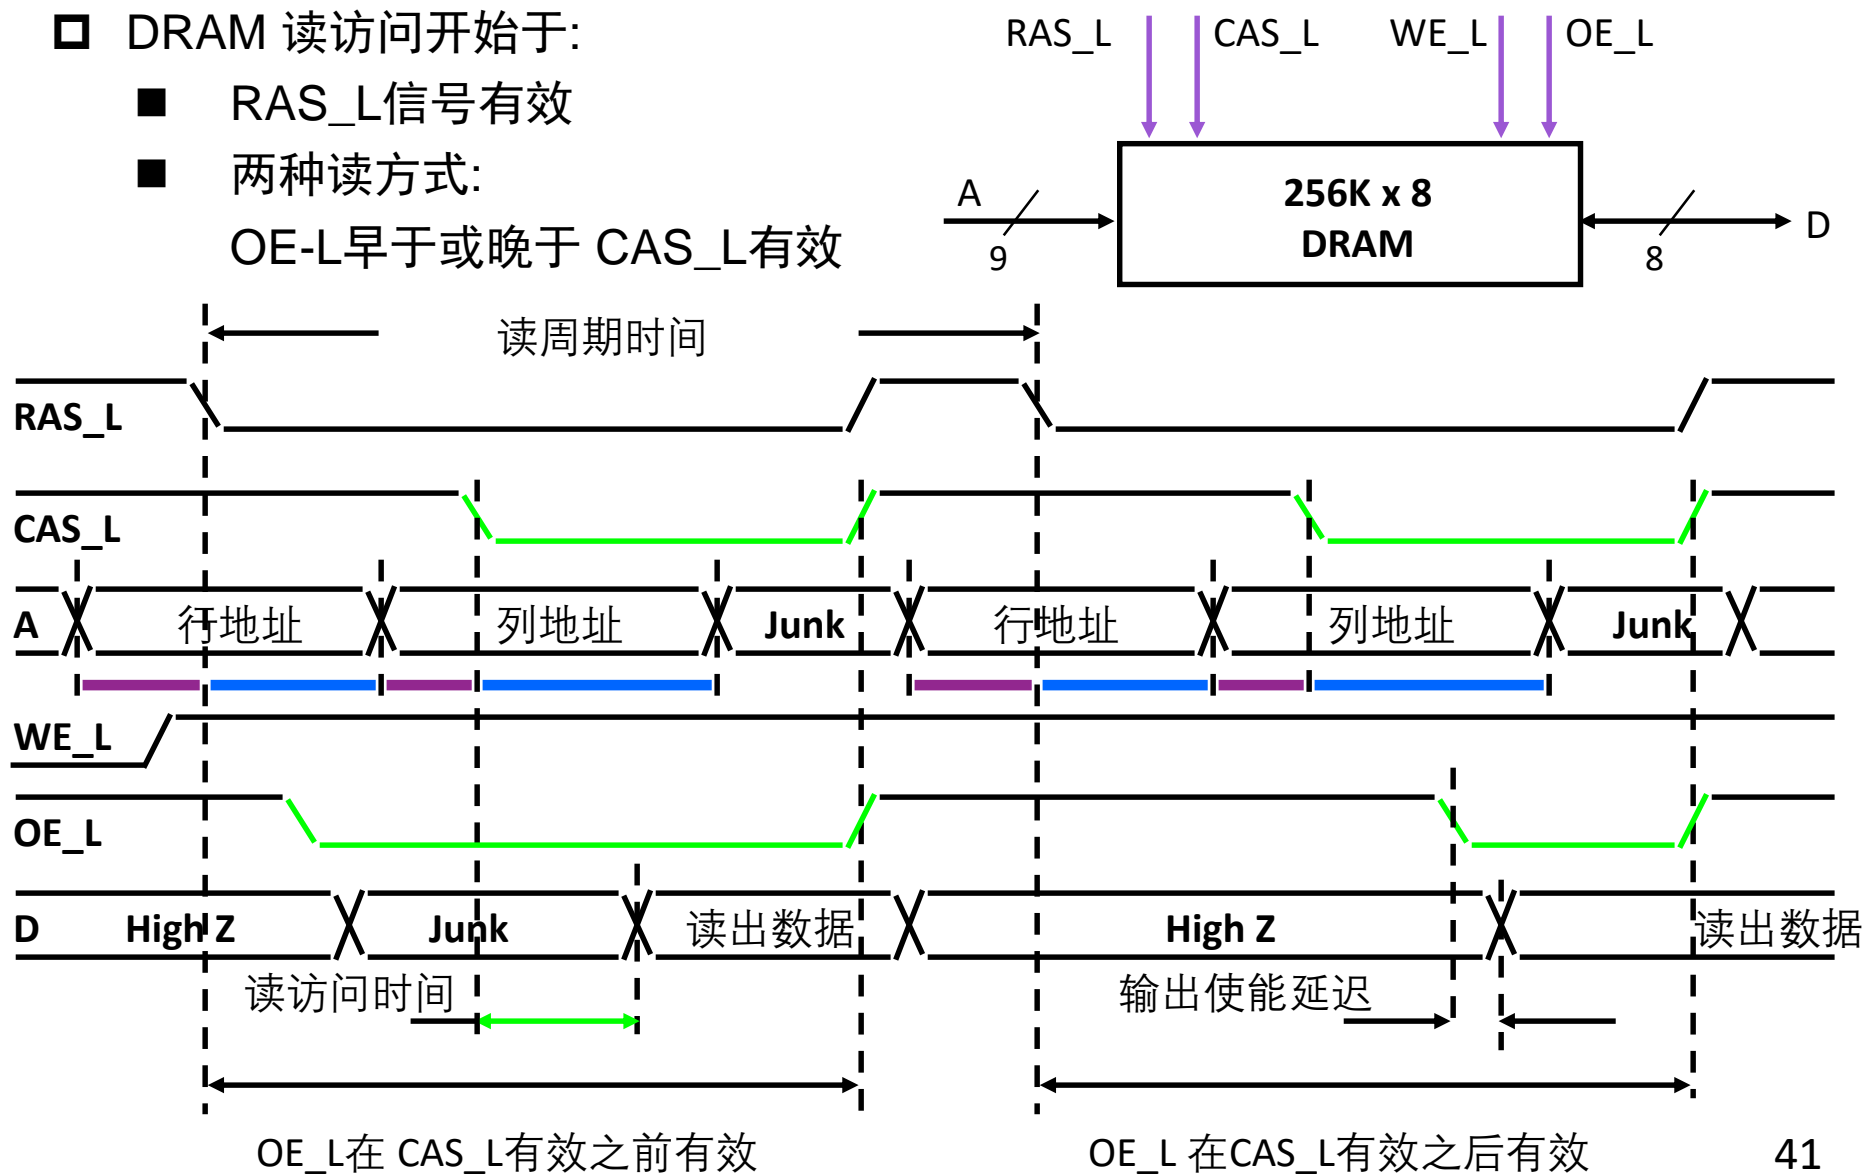 DRAM 读访问开始于:
RAS_L信号有效
两种读方式:
OE-L早于或晚于 CAS_L有效
RAS_L CAS_L WE_L OE_L
A 9
256K x 8
DRAM
8 D
读周期时间
RAS_L
CAS_L
A 行地址 列地址 Junk 行地址 列地址 Junk
WE_L
OE_L
D High Z Junk 读出数据 High Z 读出数据
读访问时间 输出使能延迟
OE_L在 CAS_L有效之前有效 OE_L 在CAS_L有效之后有效 41